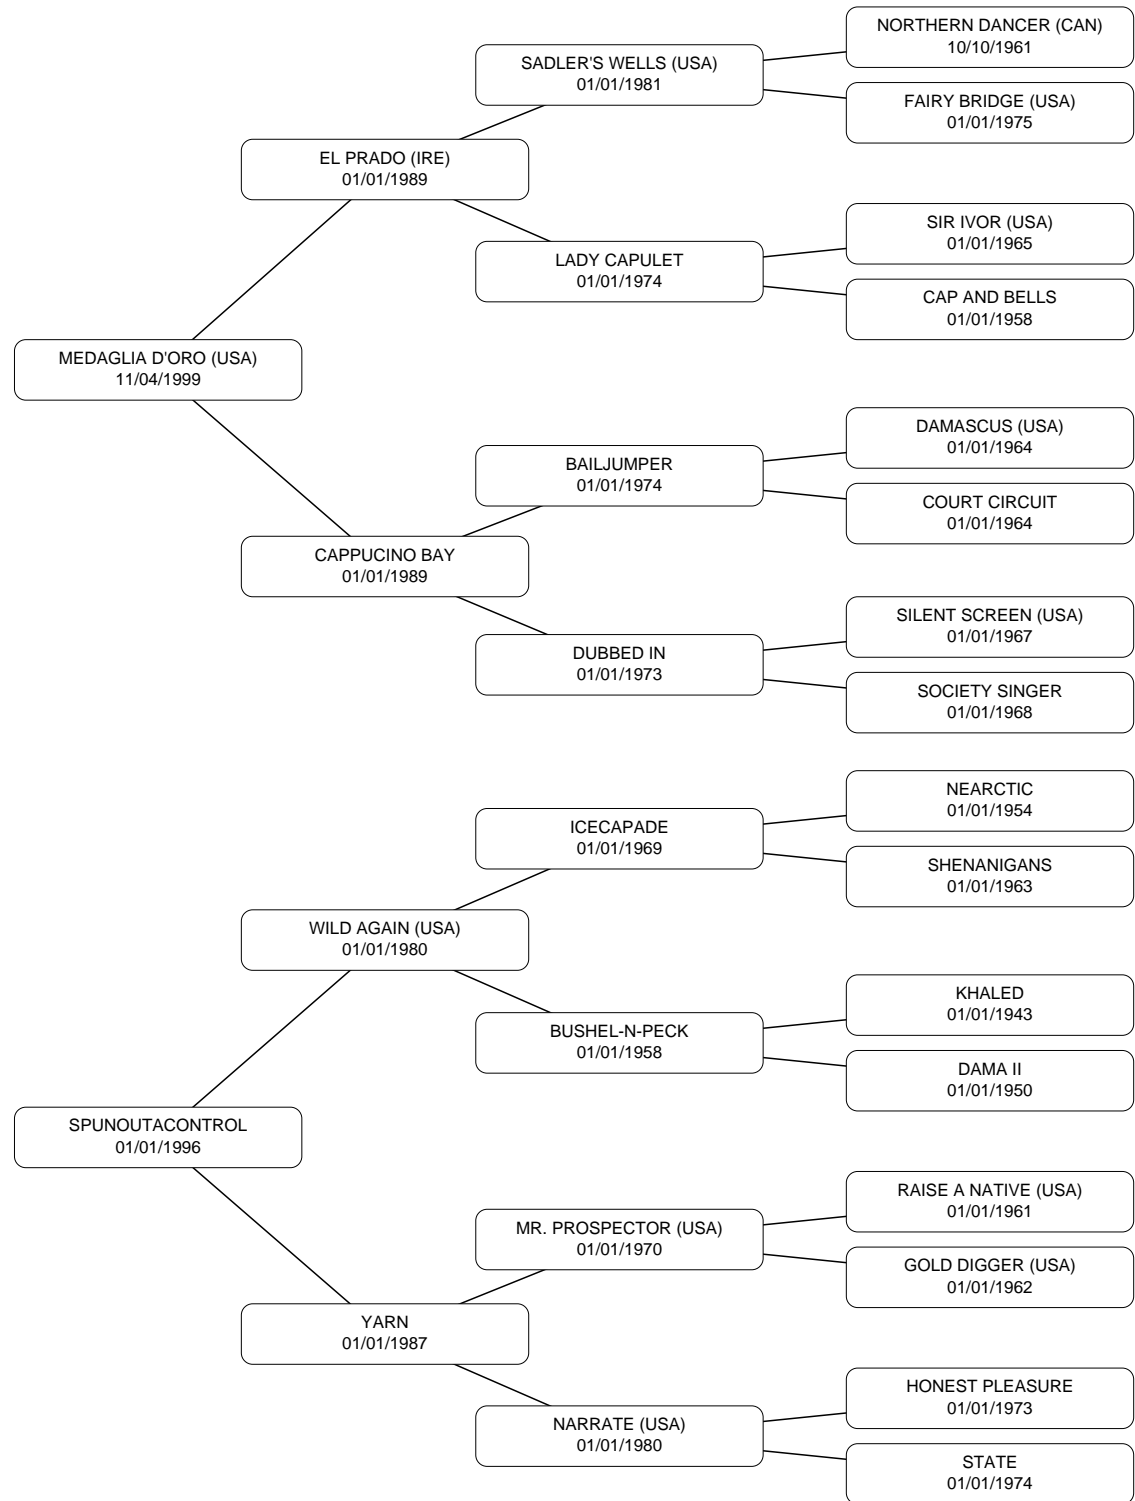 NORTHERN DANCER (CAN)
10/10/1961
SADLER'S WELLS (USA)
01/01/1981
FAIRY BRIDGE (USA)
01/01/1975
EL PRADO (IRE)
01/01/1989
SIR IVOR (USA)
01/01/1965
LADY CAPULET
01/01/1974
CAP AND BELLS
01/01/1958
MEDAGLIA D'ORO (USA)
11/04/1999
DAMASCUS (USA)
01/01/1964
BAILJUMPER
01/01/1974
COURT CIRCUIT
01/01/1964
CAPPUCINO BAY
01/01/1989
SILENT SCREEN (USA)
01/01/1967
DUBBED IN
01/01/1973
SOCIETY SINGER
01/01/1968
NEARCTIC
01/01/1954
ICECAPADE
01/01/1969
SHENANIGANS
01/01/1963
WILD AGAIN (USA)
01/01/1980
KHALED
01/01/1943
BUSHEL-N-PECK
01/01/1958
DAMA II
01/01/1950
SPUNOUTACONTROL
01/01/1996
RAISE A NATIVE (USA)
01/01/1961
MR. PROSPECTOR (USA)
01/01/1970
GOLD DIGGER (USA)
01/01/1962
YARN
01/01/1987
HONEST PLEASURE
01/01/1973
NARRATE (USA)
01/01/1980
STATE
01/01/1974